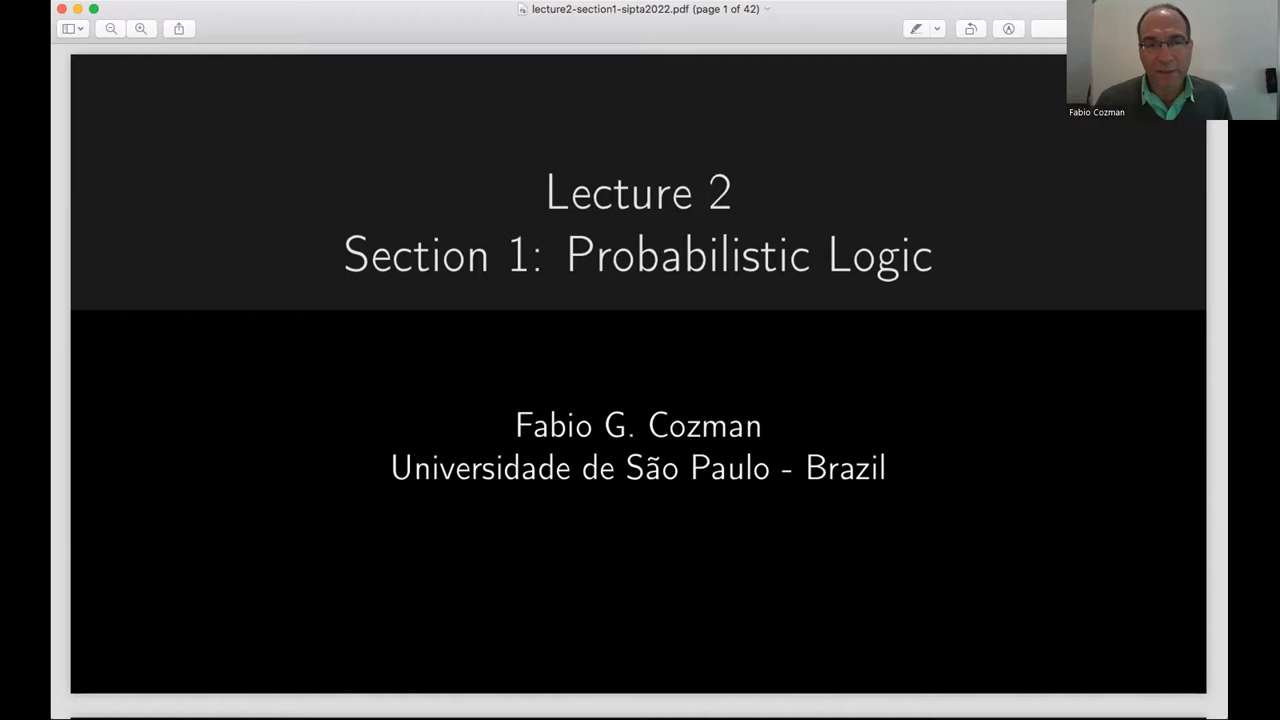 lecture2-section1-sipta2022.pdf (page 1 of 42)
Fabio Cozman
Lecture 2
Section 1: Probabilistic Logic
Fabio G. Cozman
Universidade de São Paulo - Brazil